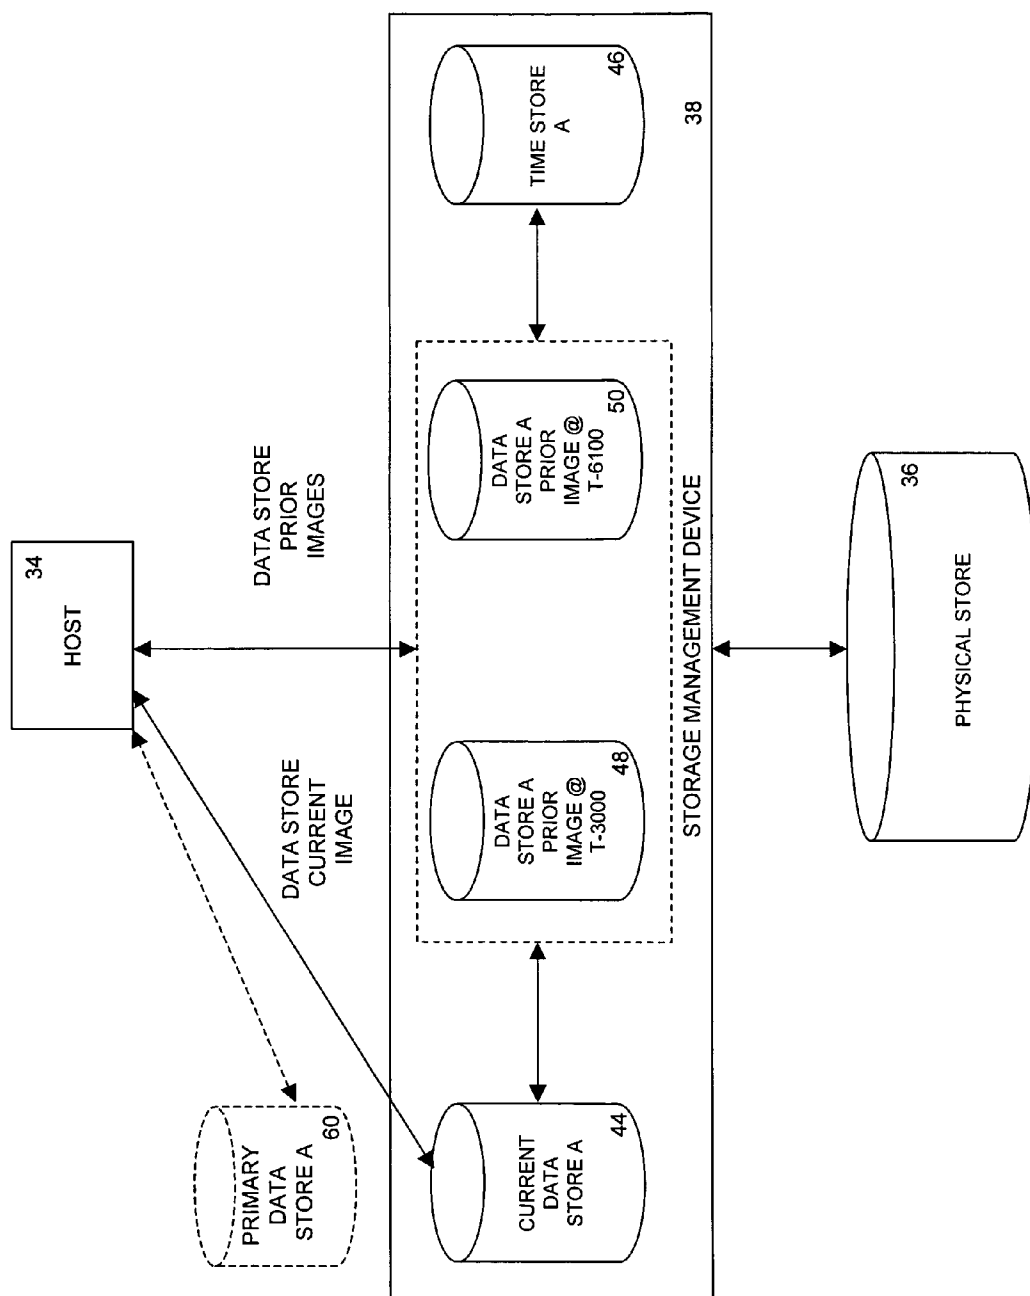 HOST
34
PRIMARY
DATA
STORE A
60
DATA STORE
CURRENT
IMAGE
DATA STORE
PRIOR
IMAGES
CURRENT
DATA
STORE A
44
DATA
STORE A
PRIOR
IMAGE @
T-3000
48
DATA
STORE A
PRIOR
IMAGE @
T-6100
50
TIME STORE
A
46
STORAGE MANAGEMENT DEVICE
38
PHYSICAL STORE
36